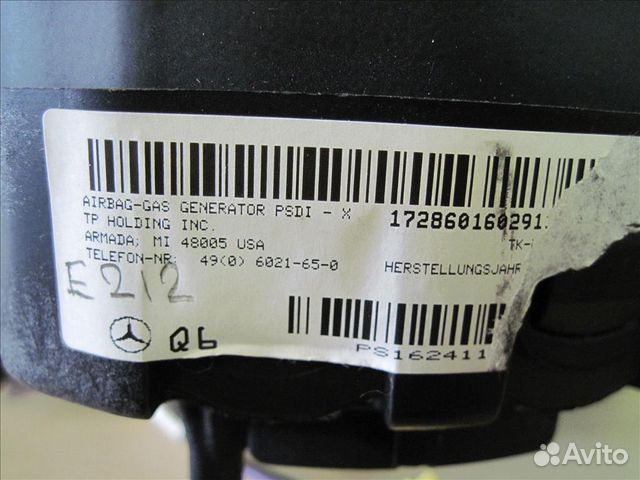 AIRBAG-GAS GENERATOR PSDI - X
TP HOLDING INC.
ARMADA; MI 48005 USA
TELEFON-NR: 49(0) 6021-65-0
172860160291
TK-
HERSTELLUNGSJAHR
E212
Q6
PS162411
Avito